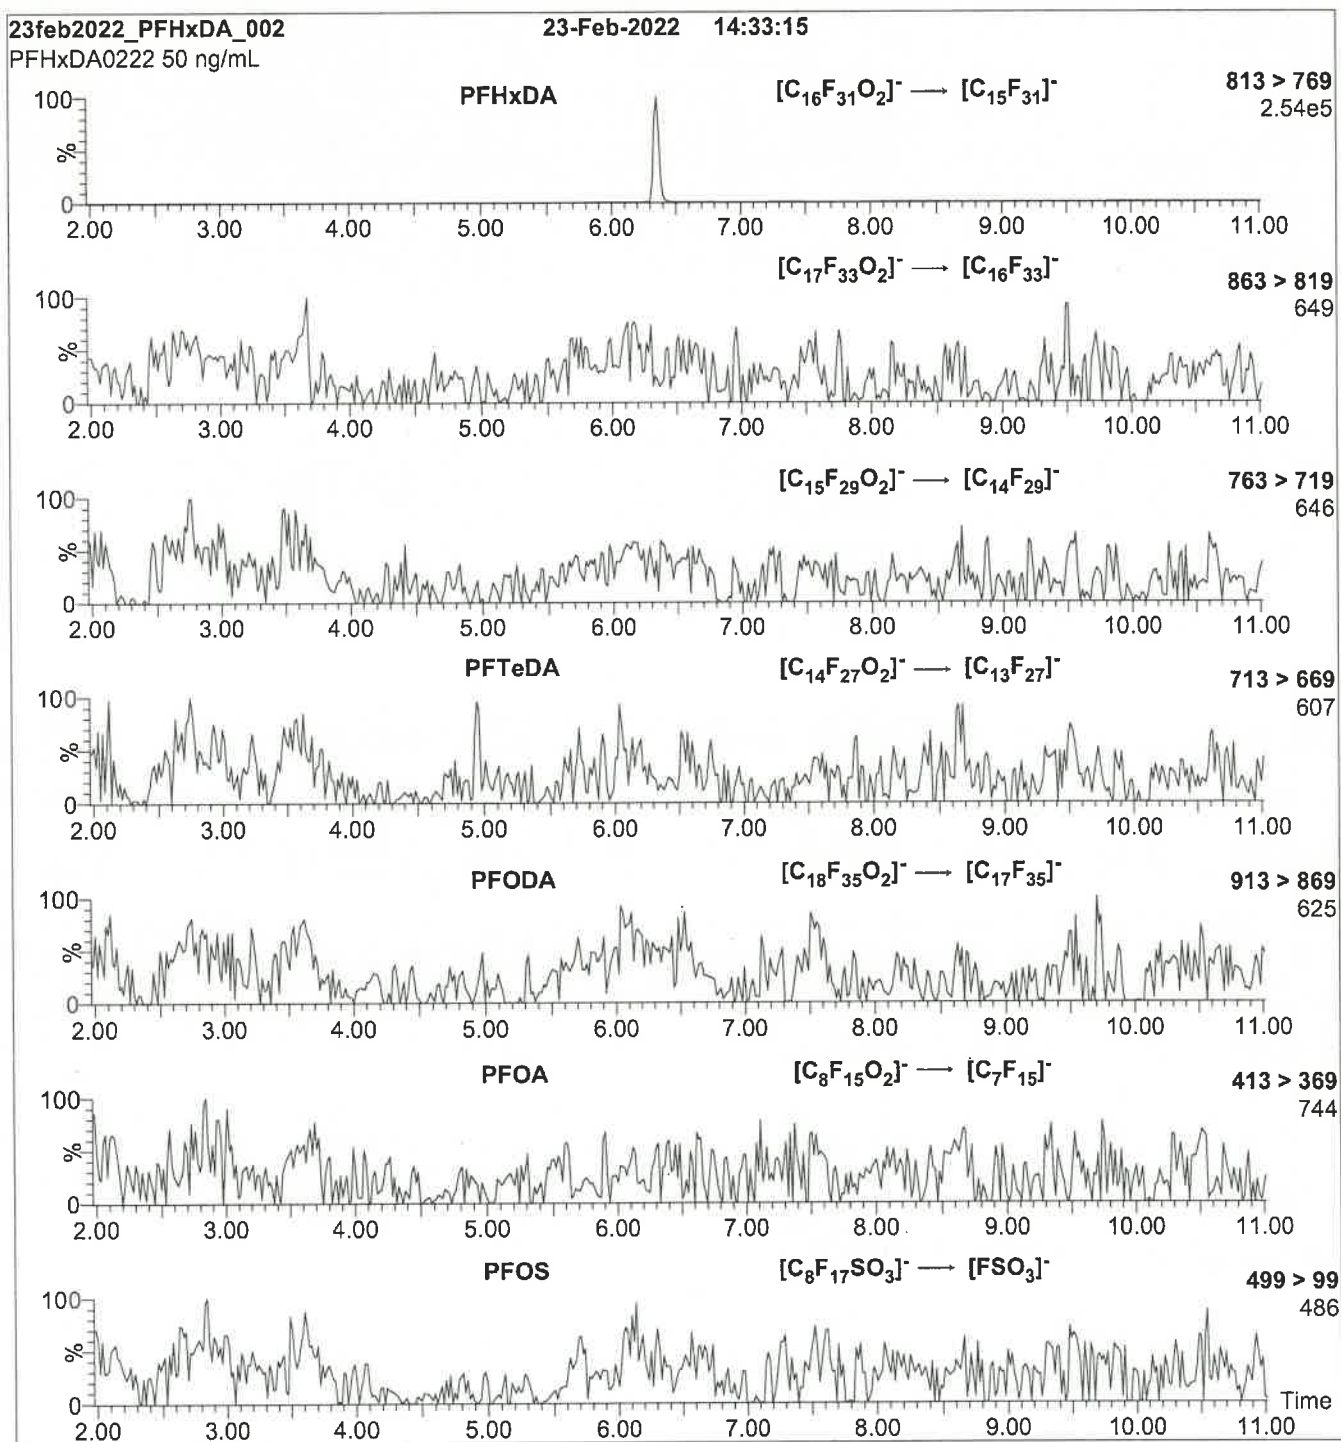 23feb2022_PFHxDA_002 23-Feb-2022 14:33:15
PFHxDA0222 50 ng/mL
PFHxDA [C₁₆F₃₁O₂]⁻ → [C₁₅F₃₁]⁻ 813 > 769
2.54e5
100
%
0
2.00 3.00 4.00 5.00 6.00 7.00 8.00 9.00 10.00 11.00
[C₁₇F₃₃O₂]⁻ → [C₁₆F₃₃]⁻ 863 > 819
649
100
%
0
2.00 3.00 4.00 5.00 6.00 7.00 8.00 9.00 10.00 11.00
[C₁₅F₂₉O₂]⁻ → [C₁₄F₂₉]⁻ 763 > 719
646
100
%
0
2.00 3.00 4.00 5.00 6.00 7.00 8.00 9.00 10.00 11.00
PFTeDA [C₁₄F₂₇O₂]⁻ → [C₁₃F₂₇]⁻ 713 > 669
607
100
%
0
2.00 3.00 4.00 5.00 6.00 7.00 8.00 9.00 10.00 11.00
PFODA [C₁₈F₃₅O₂]⁻ → [C₁₇F₃₅]⁻ 913 > 869
625
100
%
0
2.00 3.00 4.00 5.00 6.00 7.00 8.00 9.00 10.00 11.00
PFOA [C₈F₁₅O₂]⁻ → [C₇F₁₅]⁻ 413 > 369
744
100
%
0
2.00 3.00 4.00 5.00 6.00 7.00 8.00 9.00 10.00 11.00
PFOS [C₈F₁₇SO₃]⁻ → [FSO₃]⁻ 499 > 99
486
100
%
0
Time
2.00 3.00 4.00 5.00 6.00 7.00 8.00 9.00 10.00 11.00